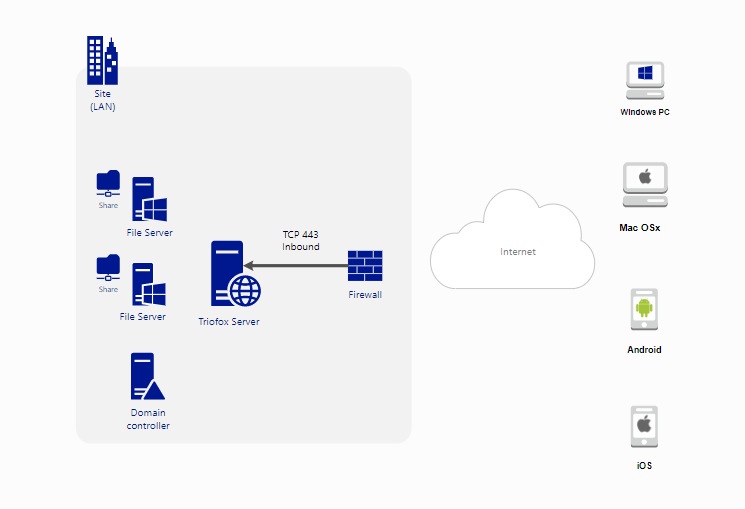 Site
(LAN)
Windows PC
Share
File Server
Mac OSx
TCP 443
Inbound
Internet
Share
File Server
Triofox Server
Firewall
Android
Domain
controller
iOS